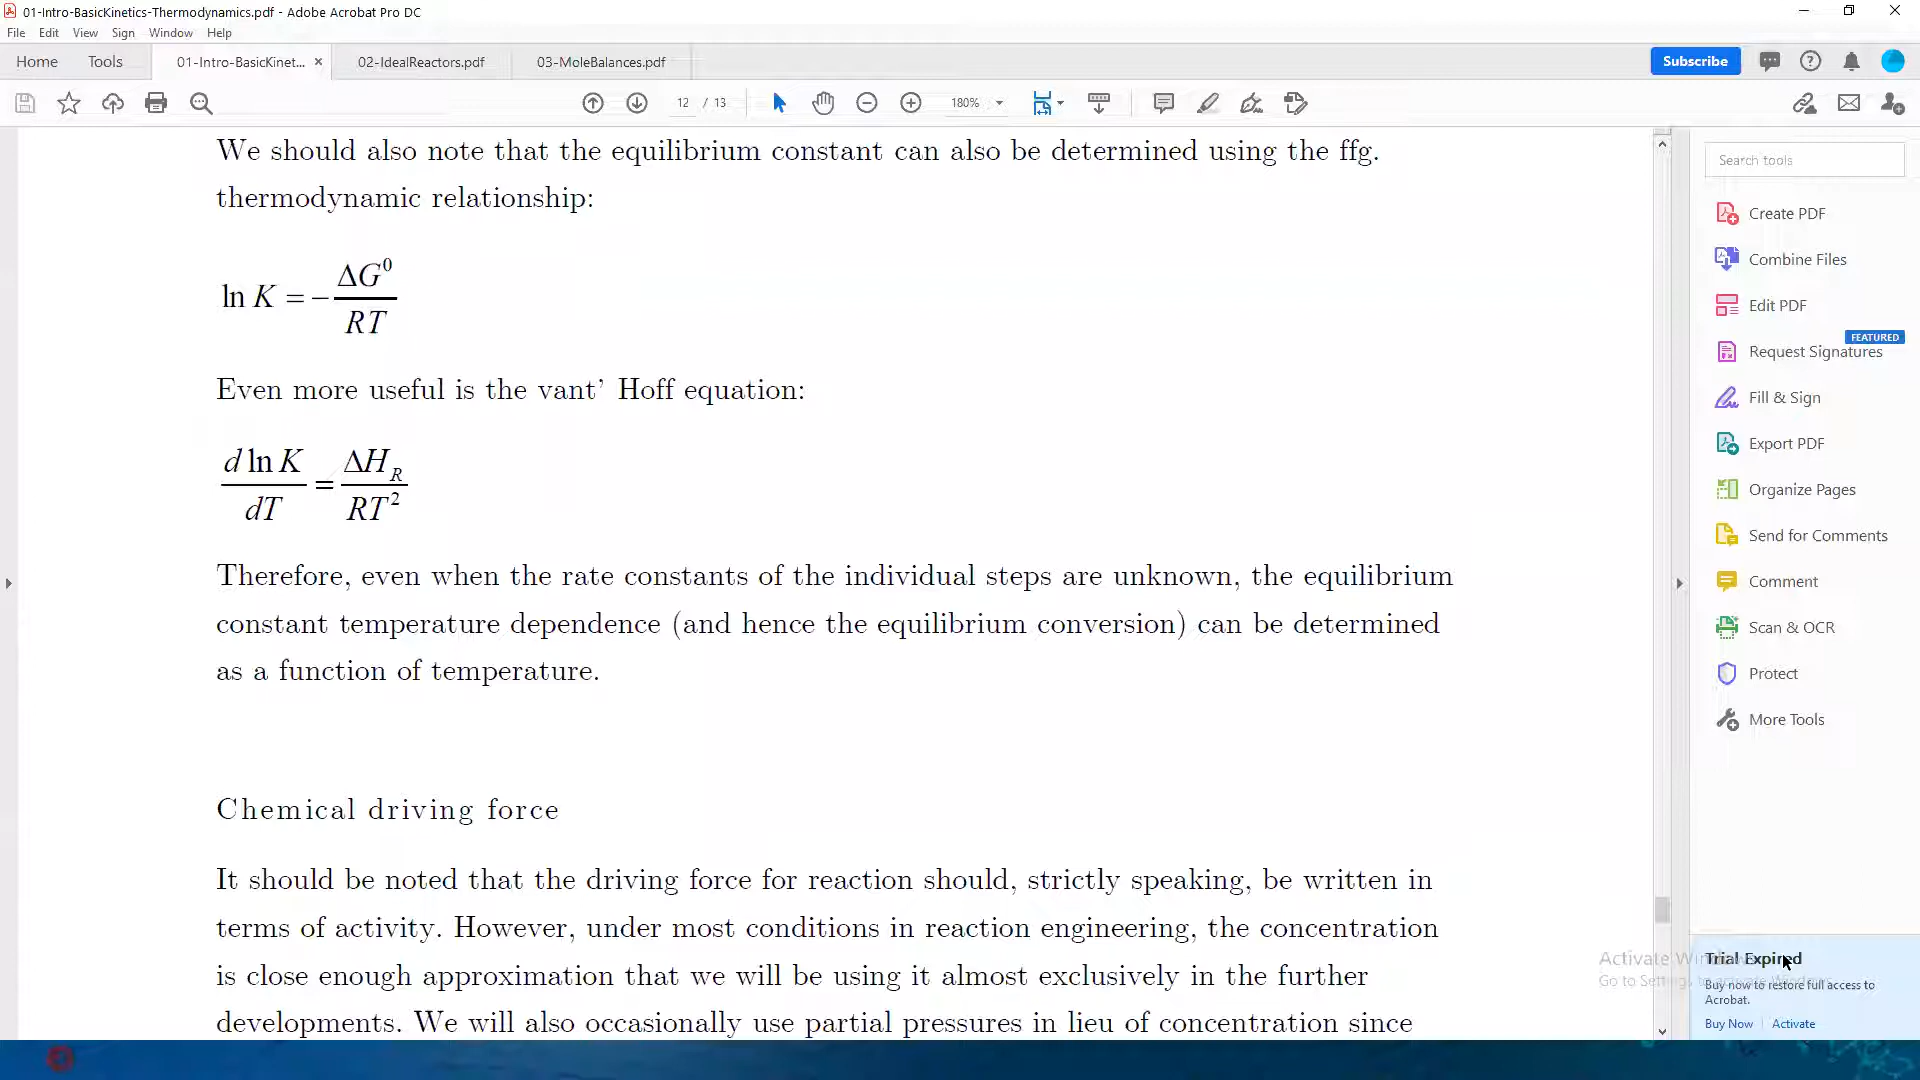 01-Intro-BasicKinetics-Thermodynamics.pdf - Adobe Acrobat Pro DC
File Edit View Sign Window Help
Home Tools 01-Intro-BasicKinet... × 02-IdealReactors.pdf 03-MoleBalances.pdf Subscribe
12 / 13 180%
We should also note that the equilibrium constant can also be determined using the ffg.
thermodynamic relationship:
ln K = − ΔG⁰ / RT
Even more useful is the vant’ Hoff equation:
d ln K / dT = ΔH_R / RT²
Therefore, even when the rate constants of the individual steps are unknown, the equilibrium
constant temperature dependence (and hence the equilibrium conversion) can be determined
as a function of temperature.
Chemical driving force
It should be noted that the driving force for reaction should, strictly speaking, be written in
terms of activity. However, under most conditions in reaction engineering, the concentration
is close enough approximation that we will be using it almost exclusively in the further
developments. We will also occasionally use partial pressures in lieu of concentration since
Search tools
Create PDF
Combine Files
Edit PDF
FEATURED
Request Signatures
Fill & Sign
Export PDF
Organize Pages
Send for Comments
Comment
Scan & OCR
Protect
More Tools
Trial Expired
Buy now to restore full access to
Acrobat.
Buy Now Activate
Activate Windows
Go to Settings to activate Windows.